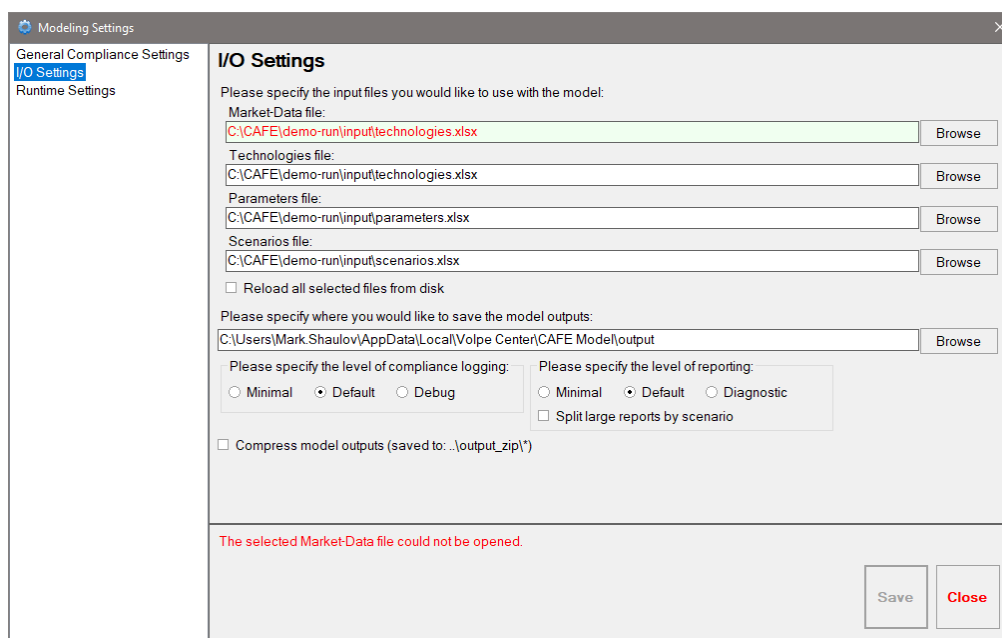 Modeling Settings
General Compliance Settings
I/O Settings
Runtime Settings
I/O Settings
Please specify the input files you would like to use with the model:
Market-Data file:
C:\CAFE\demo-run\input\technologies.xlsx
Browse
Technologies file:
C:\CAFE\demo-run\input\technologies.xlsx
Browse
Parameters file:
C:\CAFE\demo-run\input\parameters.xlsx
Browse
Scenarios file:
C:\CAFE\demo-run\input\scenarios.xlsx
Browse
Reload all selected files from disk
Please specify where you would like to save the model outputs:
C:\Users\Mark.Shaulov\AppData\Local\Volpe Center\CAFE Model\output
Browse
Please specify the level of compliance logging:
Minimal Default Debug
Please specify the level of reporting:
Minimal Default Diagnostic
Split large reports by scenario
Compress model outputs (saved to: ..\output_zip\*)
The selected Market-Data file could not be opened.
Save
Close